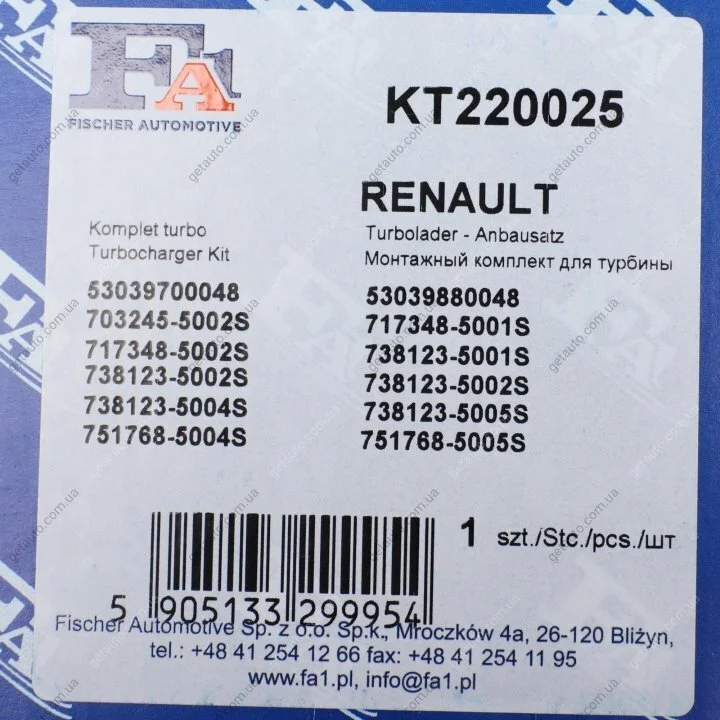 FA1
FISCHER AUTOMOTIVE
KT220025
RENAULT
Komplet turbo
Turbocharger Kit
Turbolader - Anbausatz
Монтажный комплект для турбины
53039700048
703245-5002S
717348-5002S
738123-5002S
738123-5004S
751768-5004S
53039880048
717348-5001S
738123-5001S
738123-5002S
738123-5005S
751768-5005S
1 szt./Stc./pcs./шт
5 905133 299954
Fischer Automotive Sp. z o.o. Sp.k., Mroczków 4a, 26-120 Bliżyn,
tel.: +48 41 254 12 66 fax: +48 41 254 11 95
www.fa1.pl, info@fa1.pl
getauto.com.ua